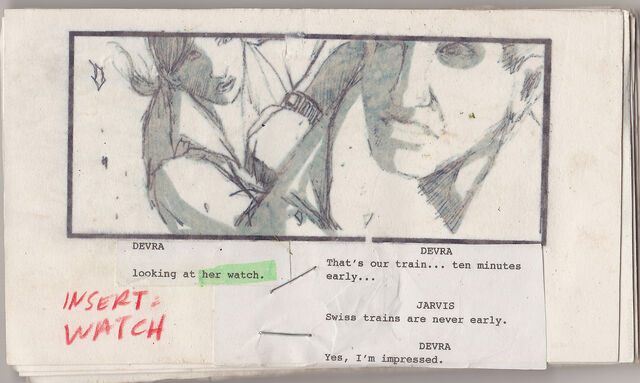 DEVRA
looking at her watch.
INSERT:
WATCH
DEVRA
That's our train... ten minutes
early...
JARVIS
Swiss trains are never early.
DEVRA
Yes, I'm impressed.